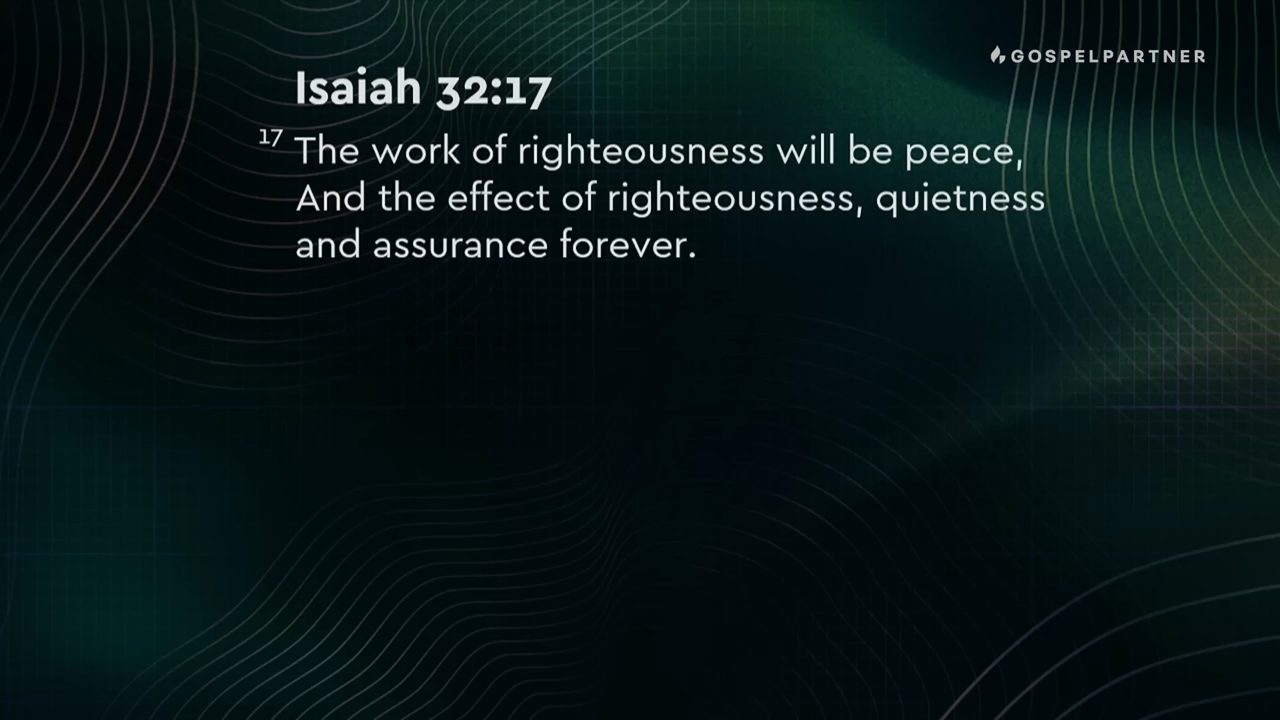 GOSPELPARTNER
Isaiah 32:17
17 The work of righteousness will be peace,
And the effect of righteousness, quietness
and assurance forever.